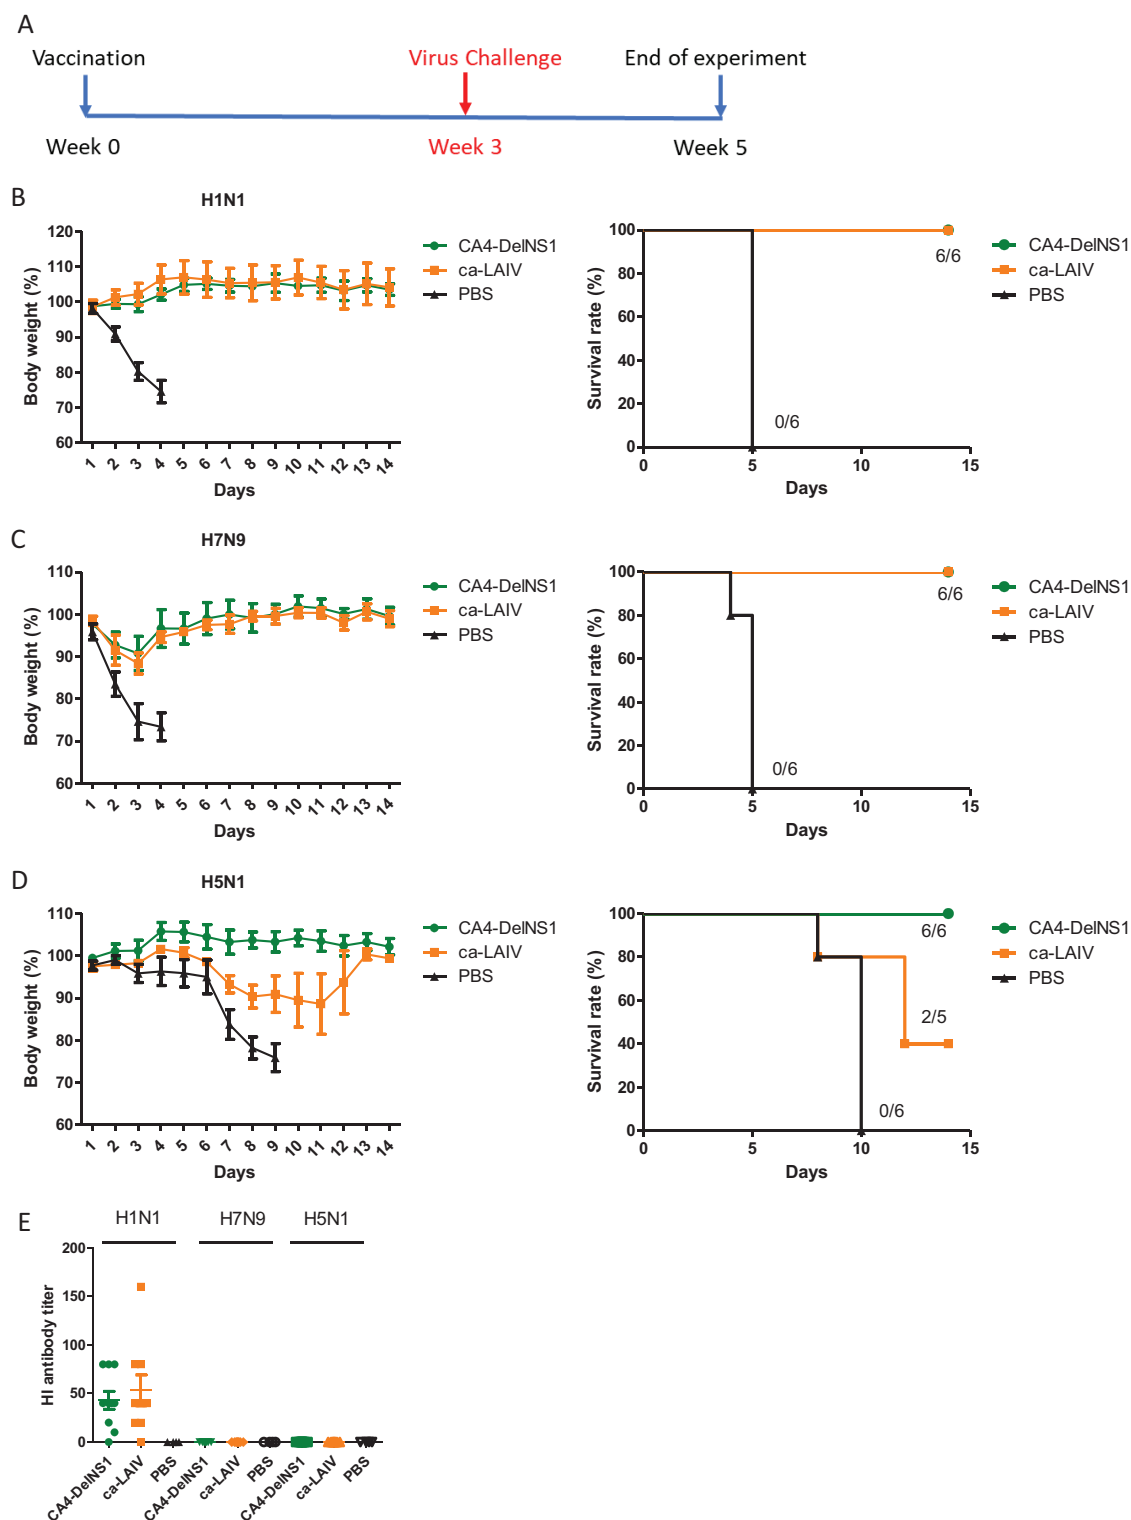 A
Vaccination
Virus Challenge
End of experiment
Week 0
Week 3
Week 5
B
H1N1
120
110
100
90
80
70
60
Body weight (%)
1 2 3 4 5 6 7 8 9 10 11 12 13 14
Days
CA4-DelNS1
ca-LAIV
PBS
100
80
60
40
20
0
Survival rate (%)
6/6
0/6
0 5 10 15
Days
CA4-DelNS1
ca-LAIV
PBS
C
H7N9
110
100
90
80
70
60
Body weight (%)
1 2 3 4 5 6 7 8 9 10 11 12 13 14
Days
CA4-DelNS1
ca-LAIV
PBS
100
80
60
40
20
0
Survival rate (%)
6/6
0/6
0 5 10 15
Days
CA4-DelNS1
ca-LAIV
PBS
D
H5N1
110
100
90
80
70
60
Body weight (%)
1 2 3 4 5 6 7 8 9 10 11 12 13 14
Days
CA4-DelNS1
ca-LAIV
PBS
100
80
60
40
20
0
Survival rate (%)
6/6
2/5
0/6
0 5 10 15
Days
CA4-DelNS1
ca-LAIV
PBS
E
H1N1 H7N9 H5N1
200
150
100
50
0
HI antibody titer
CA4-DelNS1 ca-LAIV PBS CA4-DelNS1 ca-LAIV PBS CA4-DelNS1 ca-LAIV PBS